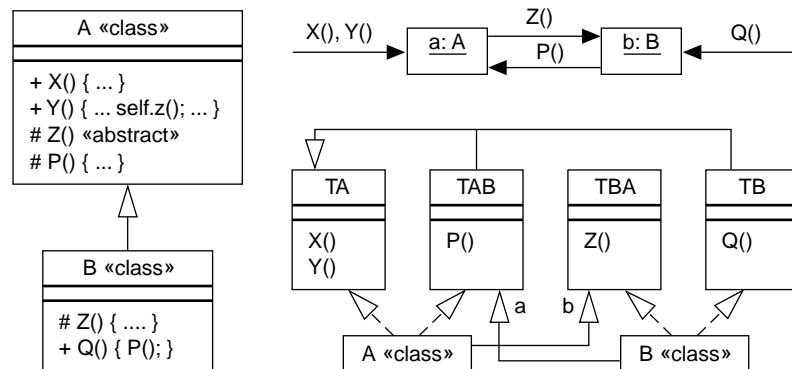 A «class»
+ X() { ... }
+ Y() { ... self.z(); ... }
# Z() «abstract»
# P() { ... }
B «class»
# Z() { .... }
+ Q() { P(); }
X(), Y()
a: A
Z()
P()
b: B
Q()
TA
X()
Y()
TAB
P()
TBA
Z()
TB
Q()
a
b
A «class»
B «class»